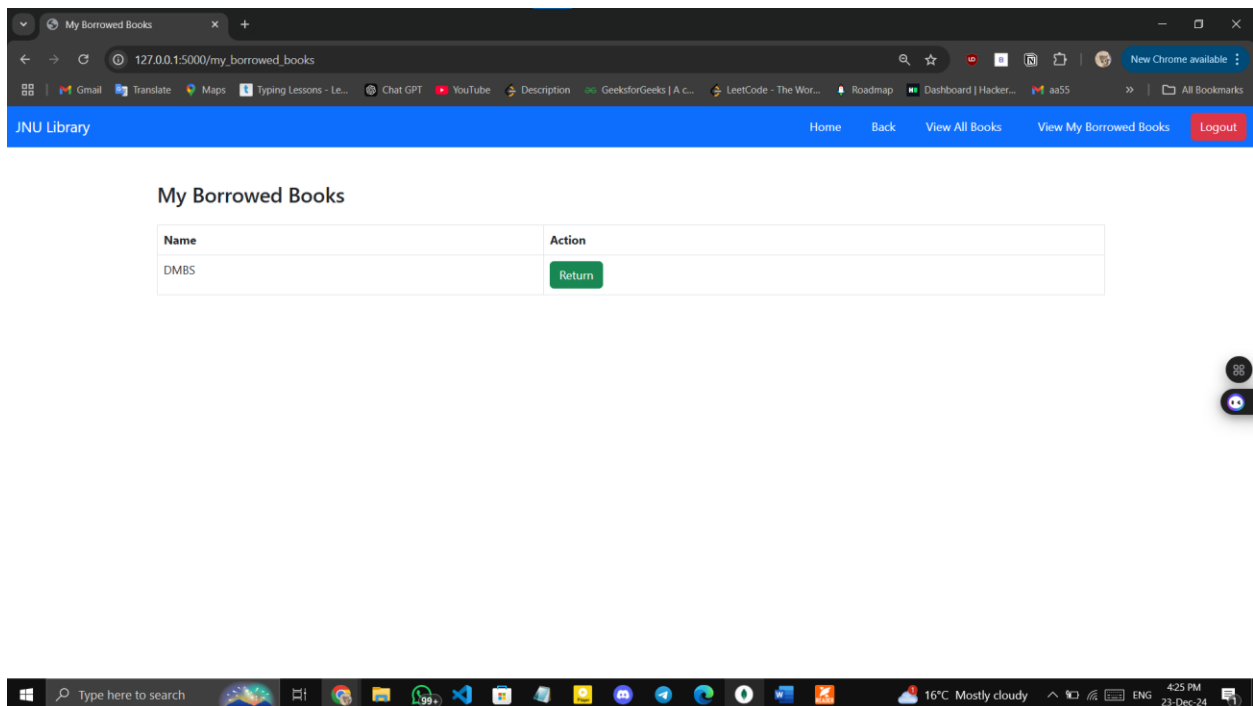 My Borrowed Books
127.0.0.1:5000/my_borrowed_books
New Chrome available
Gmail Translate Maps Typing Lessons - Le... Chat GPT YouTube Description GeeksforGeeks | A c... LeetCode - The Wor... Roadmap Dashboard | Hacker... aa55 » All Bookmarks
JNU Library Home Back View All Books View My Borrowed Books Logout
My Borrowed Books
Name Action
DMBS Return
Type here to search 99+ 16°C Mostly cloudy ENG 4:25 PM
23-Dec-24